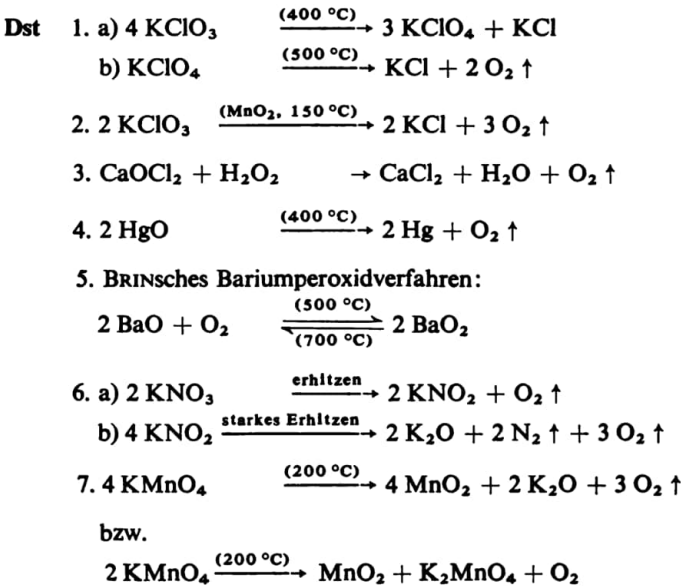 Dst 1. a) 4 KClO₃ (400 °C) → 3 KClO₄ + KCl
b) KClO₄ (500 °C) → KCl + 2 O₂ ↑
2. 2 KClO₃ (MnO₂, 150 °C) → 2 KCl + 3 O₂ ↑
3. CaOCl₂ + H₂O₂ → CaCl₂ + H₂O + O₂ ↑
4. 2 HgO (400 °C) → 2 Hg + O₂ ↑
5. BRINsches Bariumperoxidverfahren:
2 BaO + O₂ (500 °C) ⇌ (700 °C) 2 BaO₂
6. a) 2 KNO₃ erhitzen → 2 KNO₂ + O₂ ↑
b) 4 KNO₂ starkes Erhitzen → 2 K₂O + 2 N₂ ↑ + 3 O₂ ↑
7. 4 KMnO₄ (200 °C) → 4 MnO₂ + 2 K₂O + 3 O₂ ↑
bzw.
2 KMnO₄ (200 °C) → MnO₂ + K₂MnO₄ + O₂